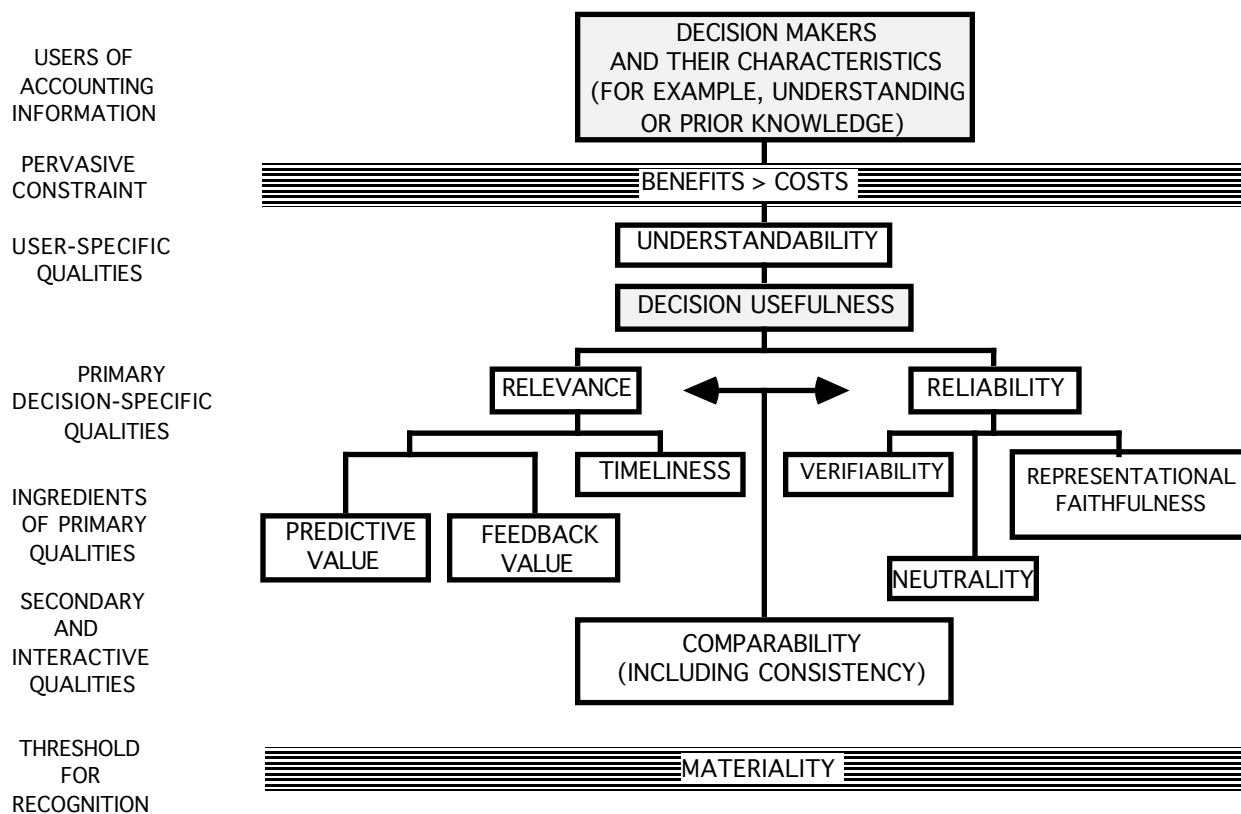 USERS OF
ACCOUNTING
INFORMATION
DECISION MAKERS
AND THEIR CHARACTERISTICS
(FOR EXAMPLE, UNDERSTANDING
OR PRIOR KNOWLEDGE)
PERVASIVE
CONSTRAINT
BENEFITS > COSTS
USER-SPECIFIC
QUALITIES
UNDERSTANDABILITY
DECISION USEFULNESS
PRIMARY
DECISION-SPECIFIC
QUALITIES
RELEVANCE
RELIABILITY
INGREDIENTS
OF PRIMARY
QUALITIES
TIMELINESS
VERIFIABILITY
REPRESENTATIONAL
FAITHFULNESS
PREDICTIVE
VALUE
FEEDBACK
VALUE
NEUTRALITY
SECONDARY
AND
INTERACTIVE
QUALITIES
COMPARABILITY
(INCLUDING CONSISTENCY)
THRESHOLD
FOR
RECOGNITION
MATERIALITY